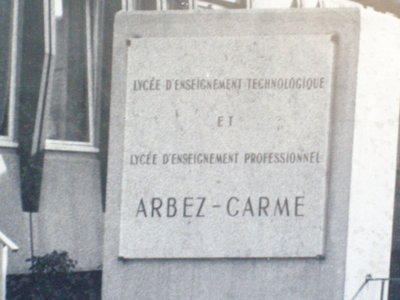 LYCÉE D'ENSEIGNEMENT TECHNOLOGIQUE
ET
LYCÉE D'ENSEIGNEMENT PROFESSIONNEL
ARBEZ-CARME